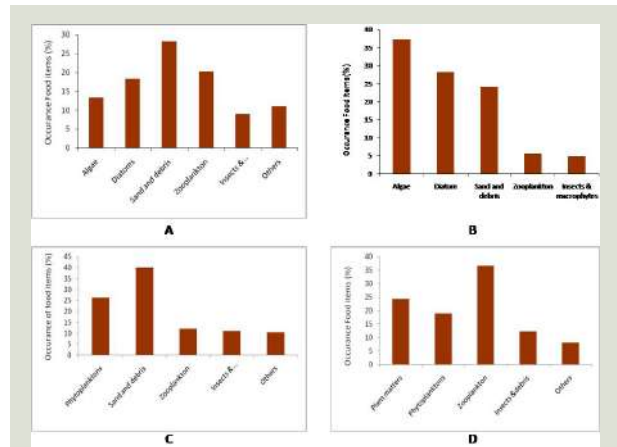 Occurance Food items (%)
35
30
25
20
15
10
5
0
Algae
Diatoms
Sand and debris
Zooplankton
Insects &...
Others
A
Occurance Food items(%)
40
35
30
25
20
15
10
5
0
Algae
Diatom
Sand and
debris
Zooplankton
Insects &
macrophytes
B
Occurance of food items (%)
45
40
35
30
25
20
15
10
5
0
Phytoplanktons
Sand and debris
Zooplankton
Insects &...
Others
C
Occurance Food items (%)
40
35
30
25
20
15
10
5
0
Plant matters
Phytoplanktons
Zooplankton
Insects &debris
Others
D